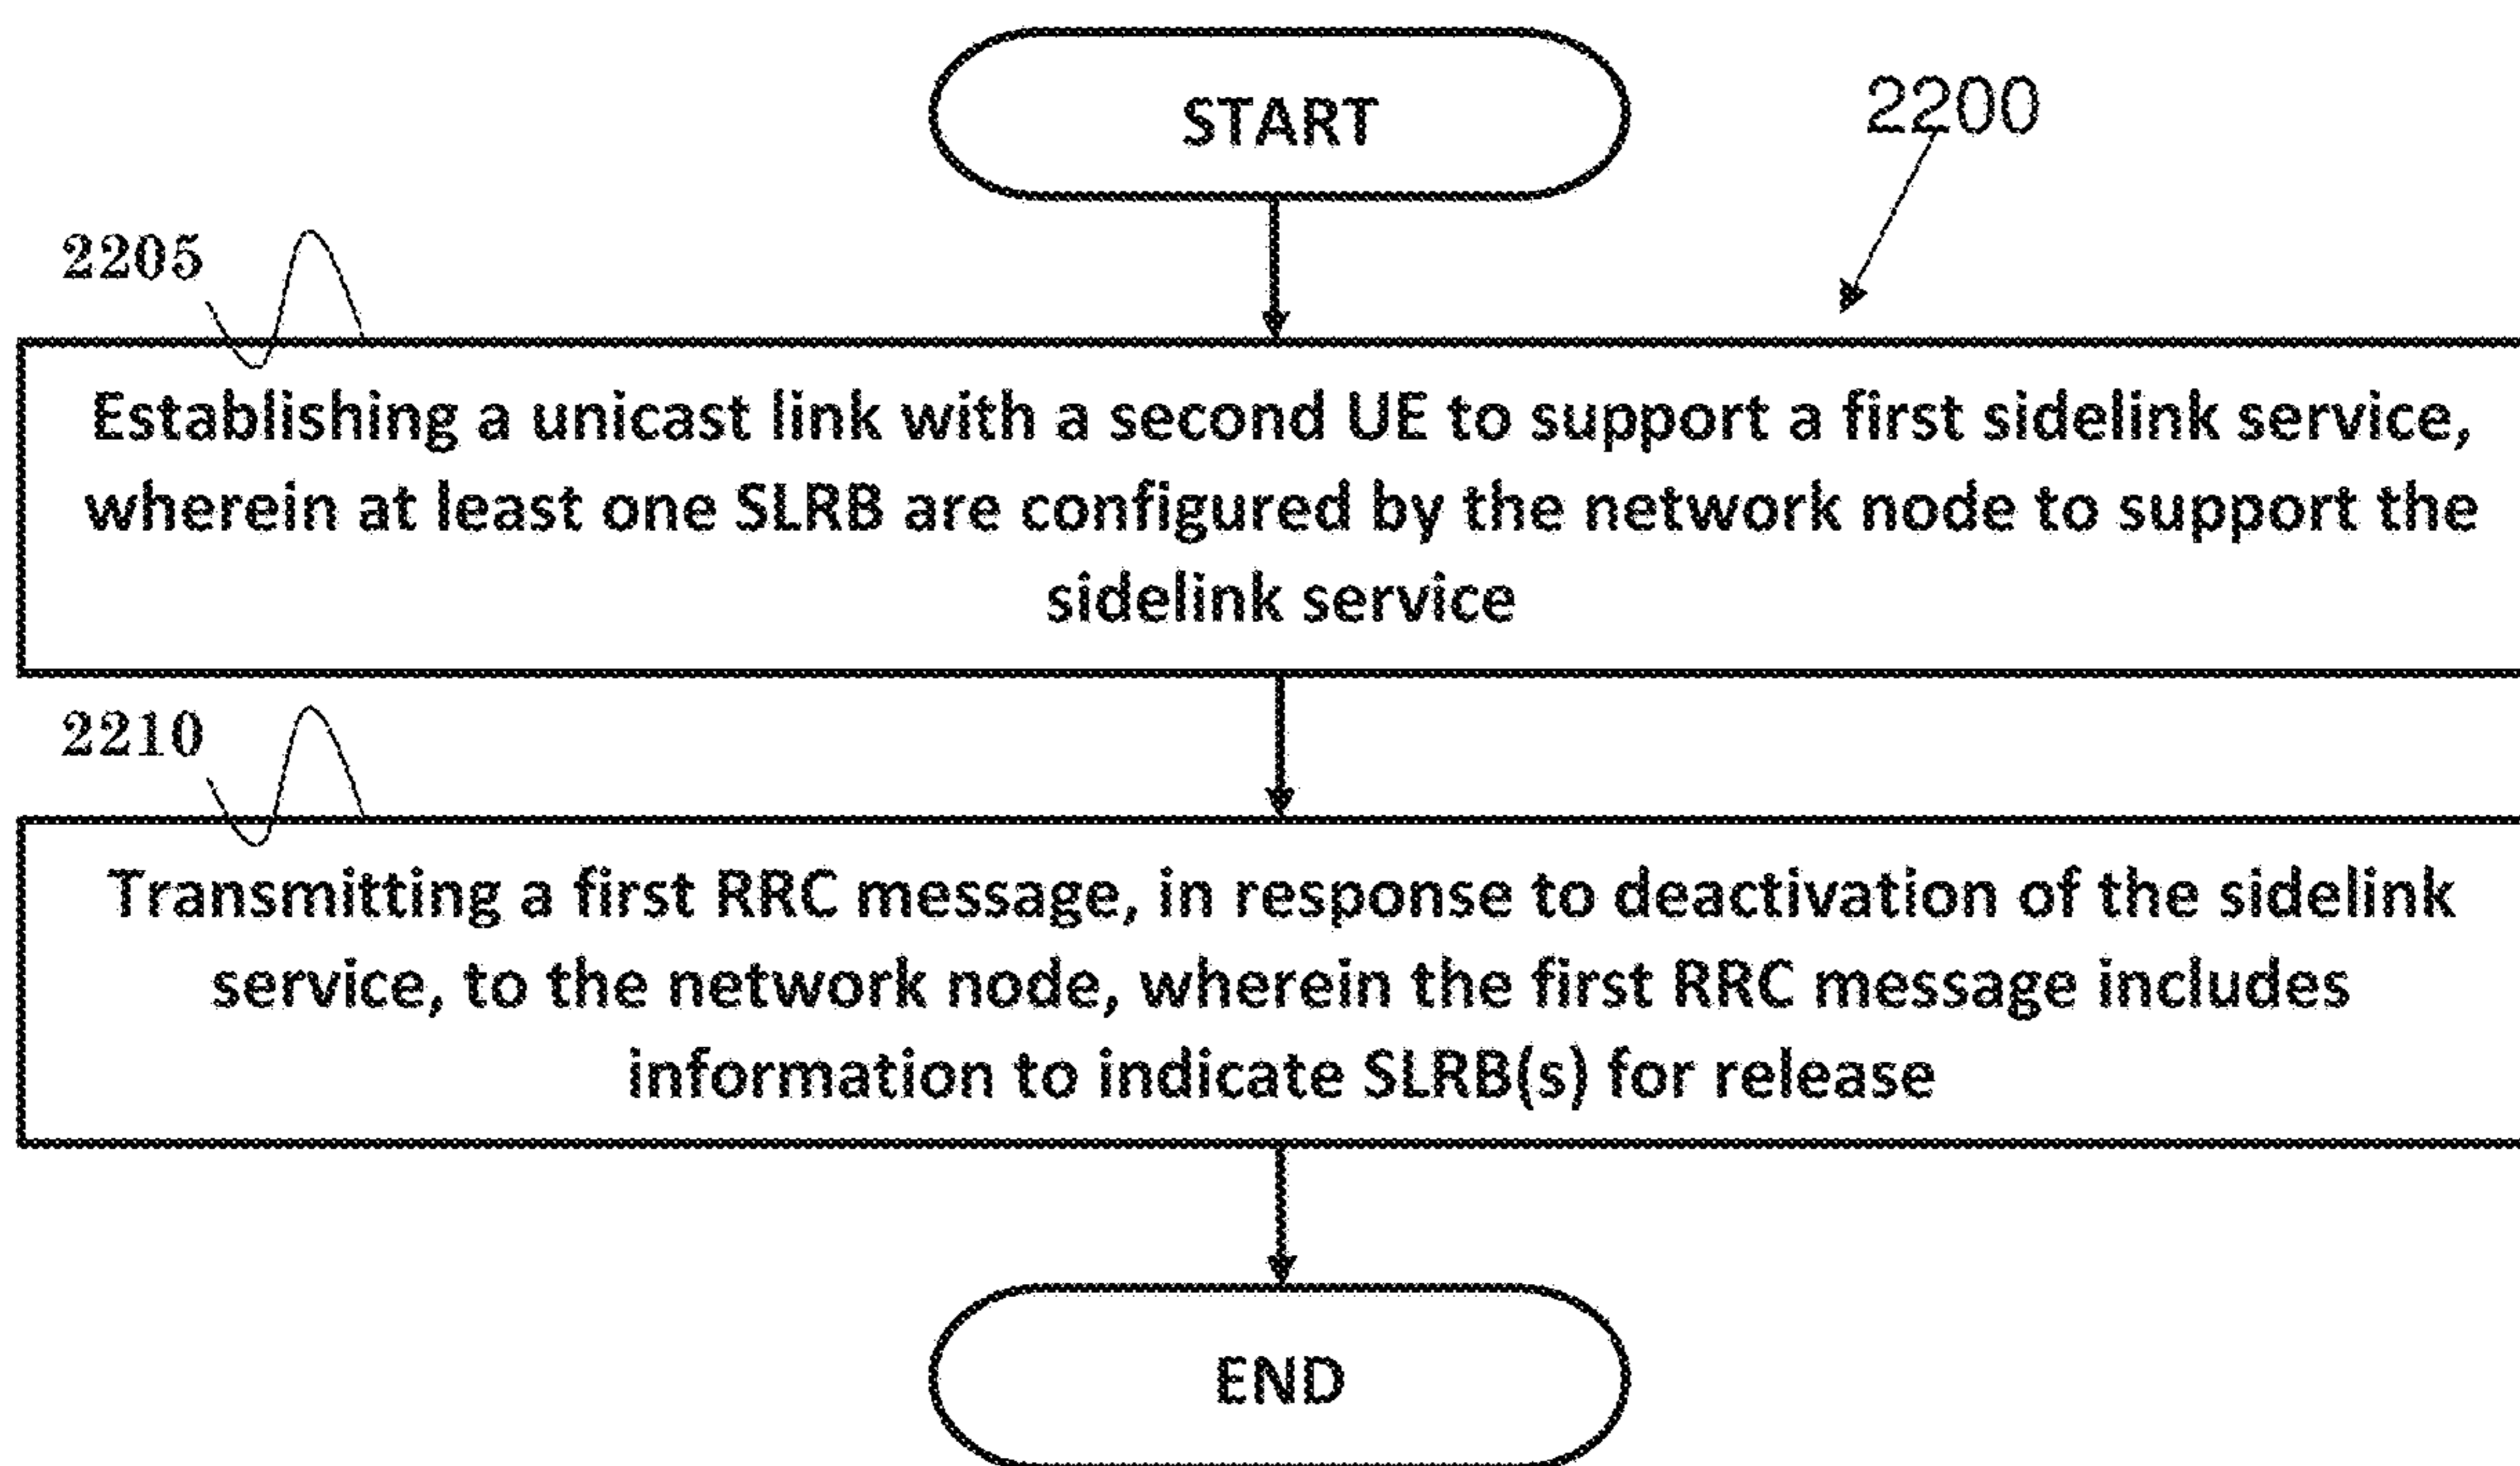 START
2200
2205
Establishing a unicast link with a second UE to support a first sidelink service,
wherein at least one SLRB are configured by the network node to support the
sidelink service
2210
Transmitting a first RRC message, in response to deactivation of the sidelink
service, to the network node, wherein the first RRC message includes
information to indicate SLRB(s) for release
END